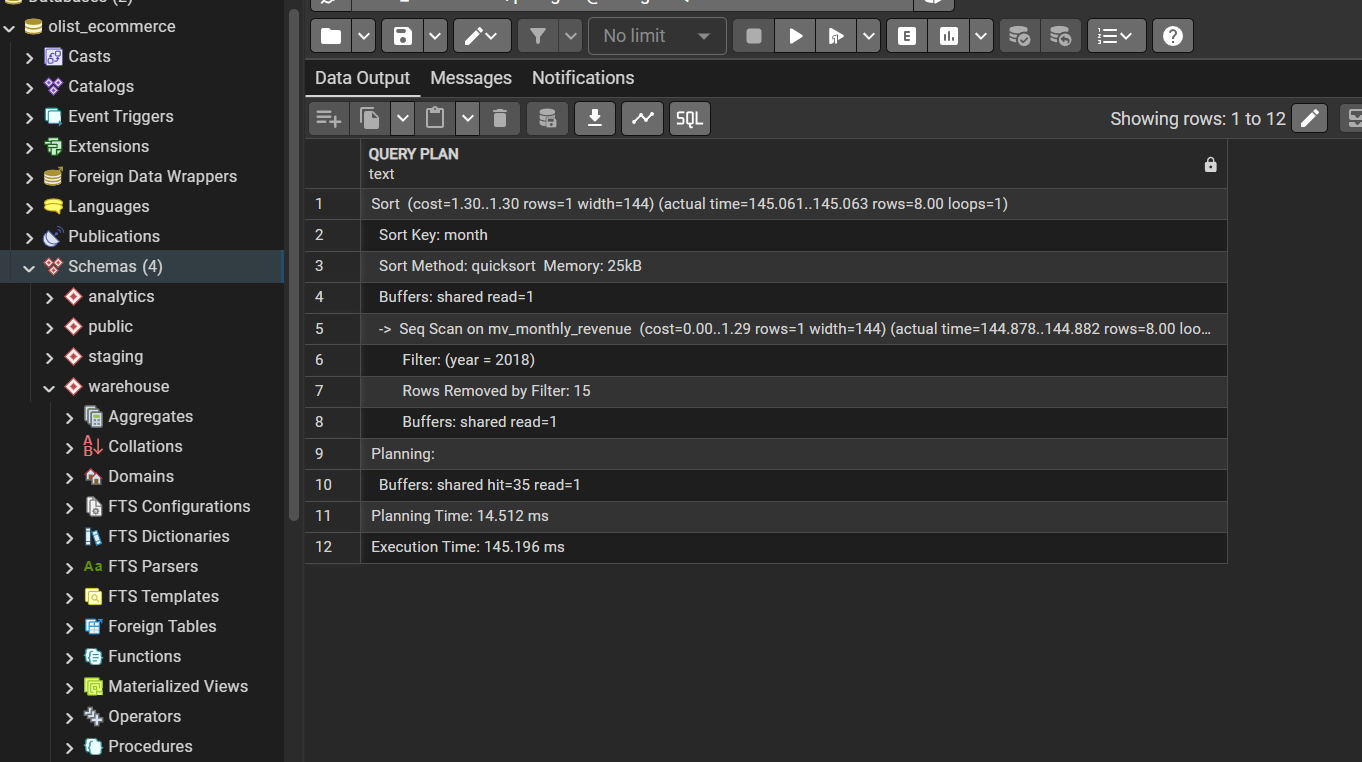 olist_ecommerce
Casts
Catalogs
Event Triggers
Extensions
Foreign Data Wrappers
Languages
Publications
Schemas (4)
analytics
public
staging
warehouse
Aggregates
Collations
Domains
FTS Configurations
FTS Dictionaries
Aa FTS Parsers
FTS Templates
Foreign Tables
Functions
Materialized Views
Operators
Procedures
No limit
E
Data Output Messages Notifications
SQL
Showing rows: 1 to 12
QUERY PLAN
text
1 Sort (cost=1.30..1.30 rows=1 width=144) (actual time=145.061..145.063 rows=8.00 loops=1)
2 Sort Key: month
3 Sort Method: quicksort Memory: 25kB
4 Buffers: shared read=1
5 -> Seq Scan on mv_monthly_revenue (cost=0.00..1.29 rows=1 width=144) (actual time=144.878..144.882 rows=8.00 loo...
6 Filter: (year = 2018)
7 Rows Removed by Filter: 15
8 Buffers: shared read=1
9 Planning:
10 Buffers: shared hit=35 read=1
11 Planning Time: 14.512 ms
12 Execution Time: 145.196 ms